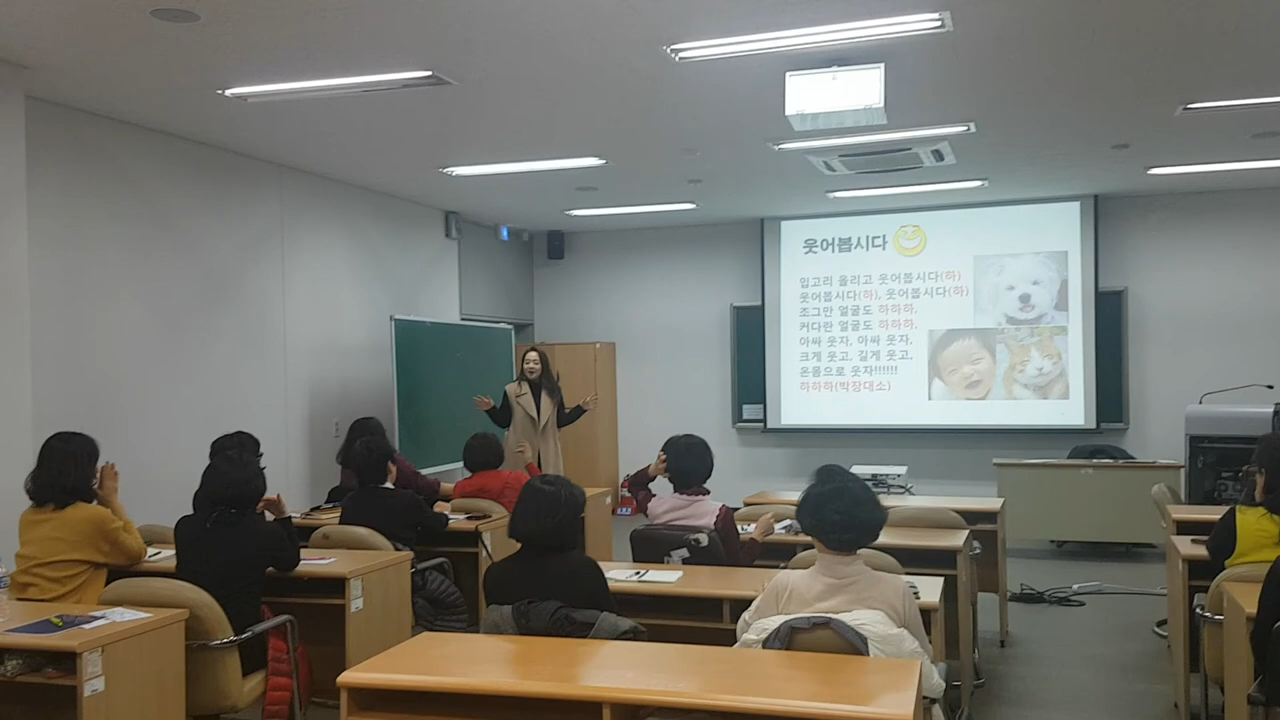 웃어봅시다
입고리 올리고 웃어봅시다(하)
웃어봅시다(하), 웃어봅시다(하)
조그만 얼굴도 하하하,
커다란 얼굴도 하하하,
아싸 웃자, 아싸 웃자,
크게 웃고, 길게 웃고,
온몸으로 웃자!!!!!!
하하하(박장대소)